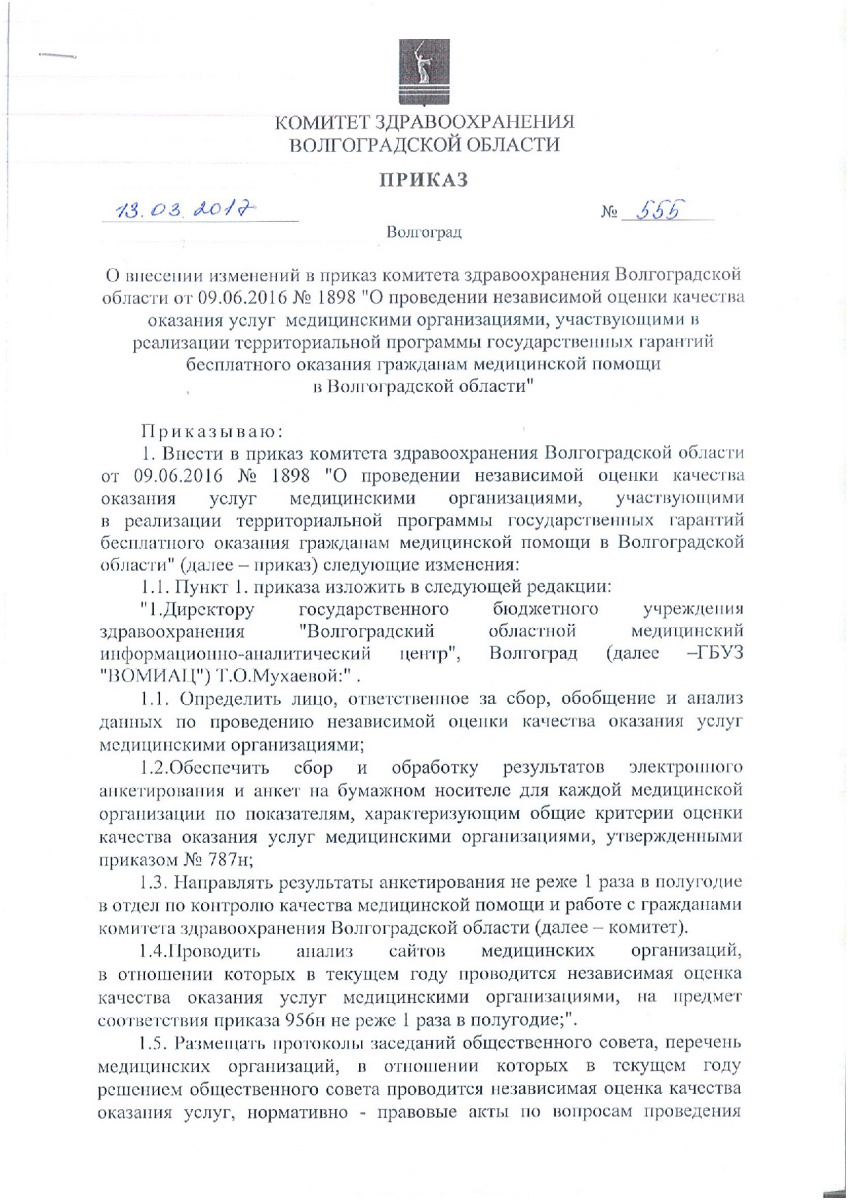 КОМИТЕТ ЗДРАВООХРАНЕНИЯ
ВОЛГОГРАДСКОЙ ОБЛАСТИ
ПРИКАЗ
13.03.2017 № 555
Волгоград
О внесении изменений в приказ комитета здравоохранения Волгоградской
области от 09.06.2016 № 1898 "О проведении независимой оценки качества
оказания услуг медицинскими организациями, участвующими в
реализации территориальной программы государственных гарантий
бесплатного оказания гражданам медицинской помощи
в Волгоградской области"
Приказываю:
1. Внести в приказ комитета здравоохранения Волгоградской области
от 09.06.2016 № 1898 "О проведении независимой оценки качества
оказания услуг медицинскими организациями, участвующими
в реализации территориальной программы государственных гарантий
бесплатного оказания гражданам медицинской помощи в Волгоградской
области" (далее – приказ) следующие изменения:
1.1. Пункт 1. приказа изложить в следующей редакции:
"1.Директору государственного бюджетного учреждения
здравоохранения "Волгоградский областной медицинский
информационно-аналитический центр", Волгоград (далее –ГБУЗ
"ВОМИАЦ") Т.О.Мухаевой:" .
1.1. Определить лицо, ответственное за сбор, обобщение и анализ
данных по проведению независимой оценки качества оказания услуг
медицинскими организациями;
1.2.Обеспечить сбор и обработку результатов электронного
анкетирования и анкет на бумажном носителе для каждой медицинской
организации по показателям, характеризующим общие критерии оценки
качества оказания услуг медицинскими организациями, утвержденными
приказом № 787н;
1.3. Направлять результаты анкетирования не реже 1 раза в полугодие
в отдел по контролю качества медицинской помощи и работе с гражданами
комитета здравоохранения Волгоградской области (далее – комитет).
1.4.Проводить анализ сайтов медицинских организаций,
в отношении которых в текущем году проводится независимая оценка
качества оказания услуг медицинскими организациями, на предмет
соответствия приказа 956н не реже 1 раза в полугодие;".
1.5. Размещать протоколы заседаний общественного совета, перечень
медицинских организаций, в отношении которых в текущем году
решением общественного совета проводится независимая оценка качества
оказания услуг, нормативно - правовые акты по вопросам проведения